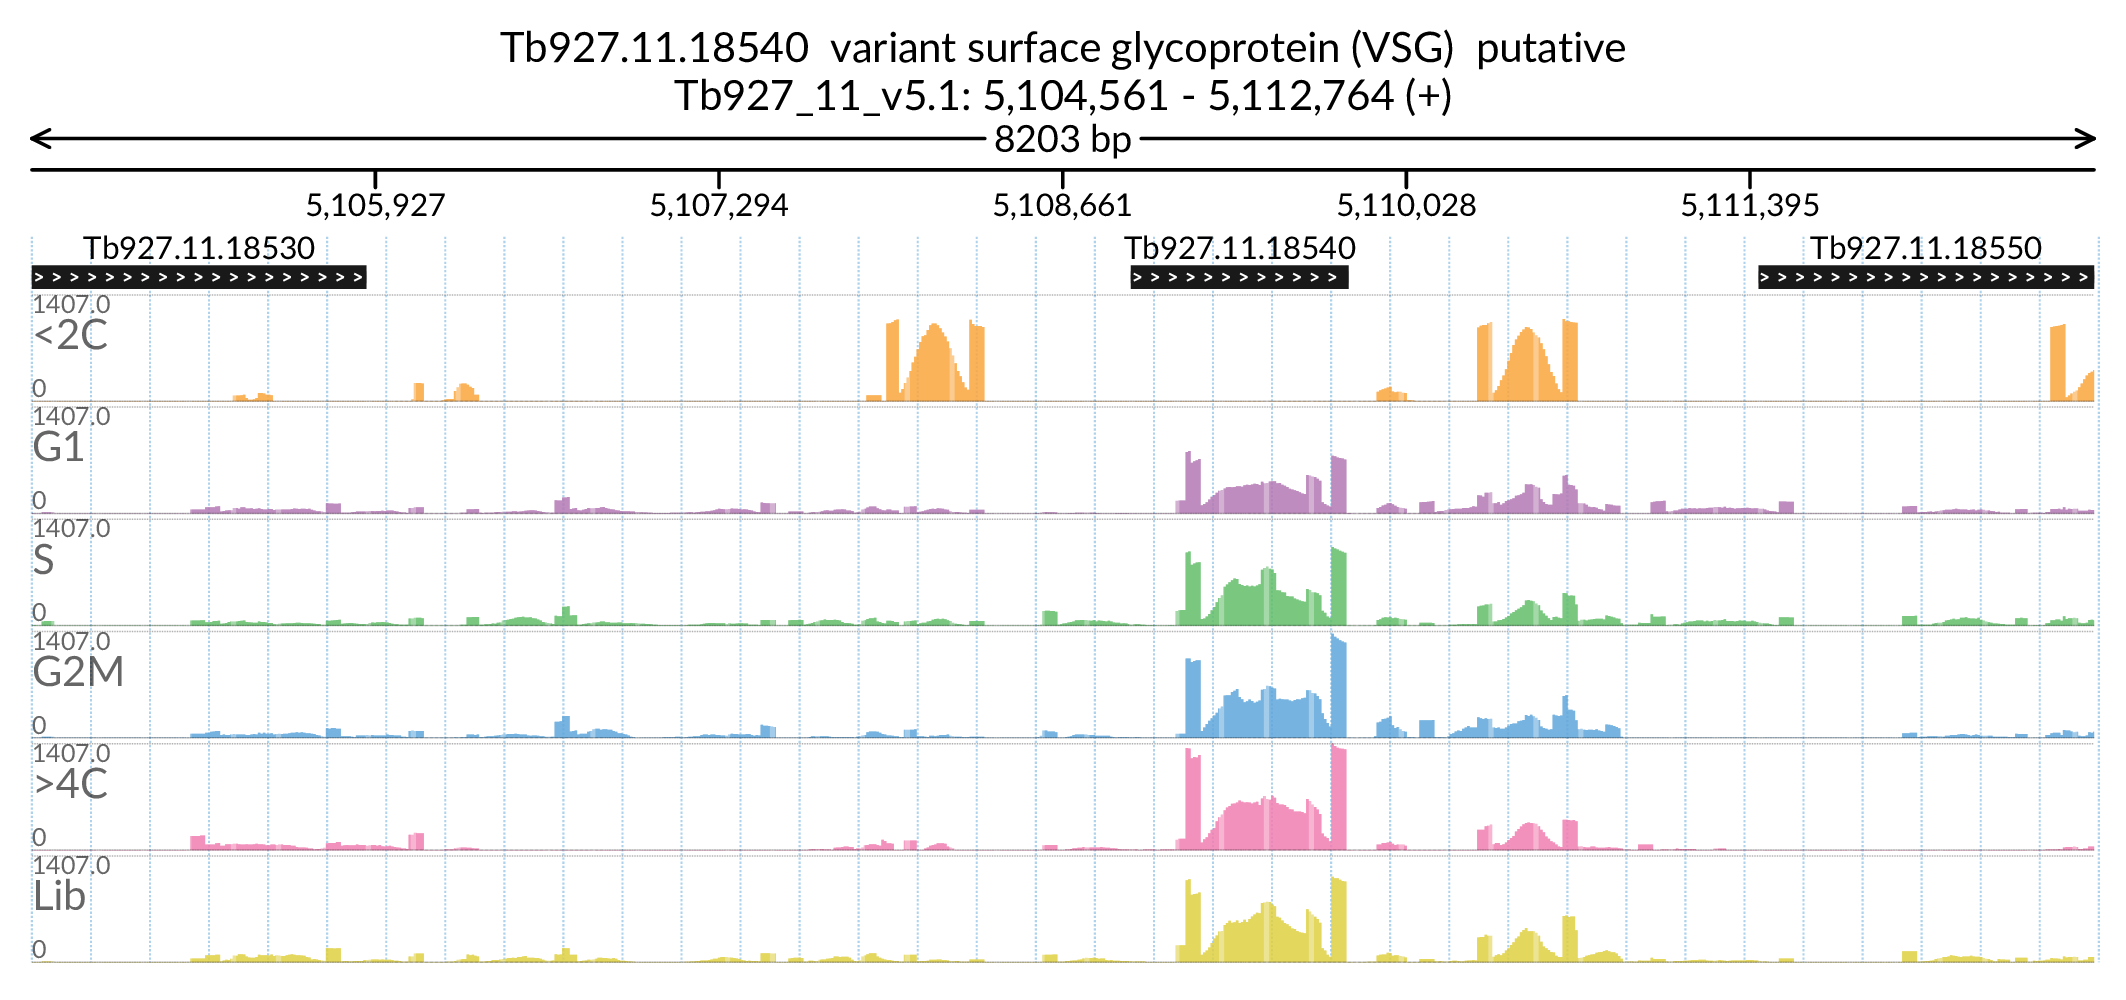 Tb927.11.18540 variant surface glycoprotein (VSG) putative
Tb927_11_v5.1: 5,104,561 - 5,112,764 (+)
8203 bp
5,105,927 5,107,294 5,108,661 5,110,028 5,111,395
Tb927.11.18530 Tb927.11.18540 Tb927.11.18550
1407.0
<2C
0
1407.0
G1
0
1407.0
S
0
1407.0
G2M
0
1407.0
>4C
0
1407.0
Lib
0